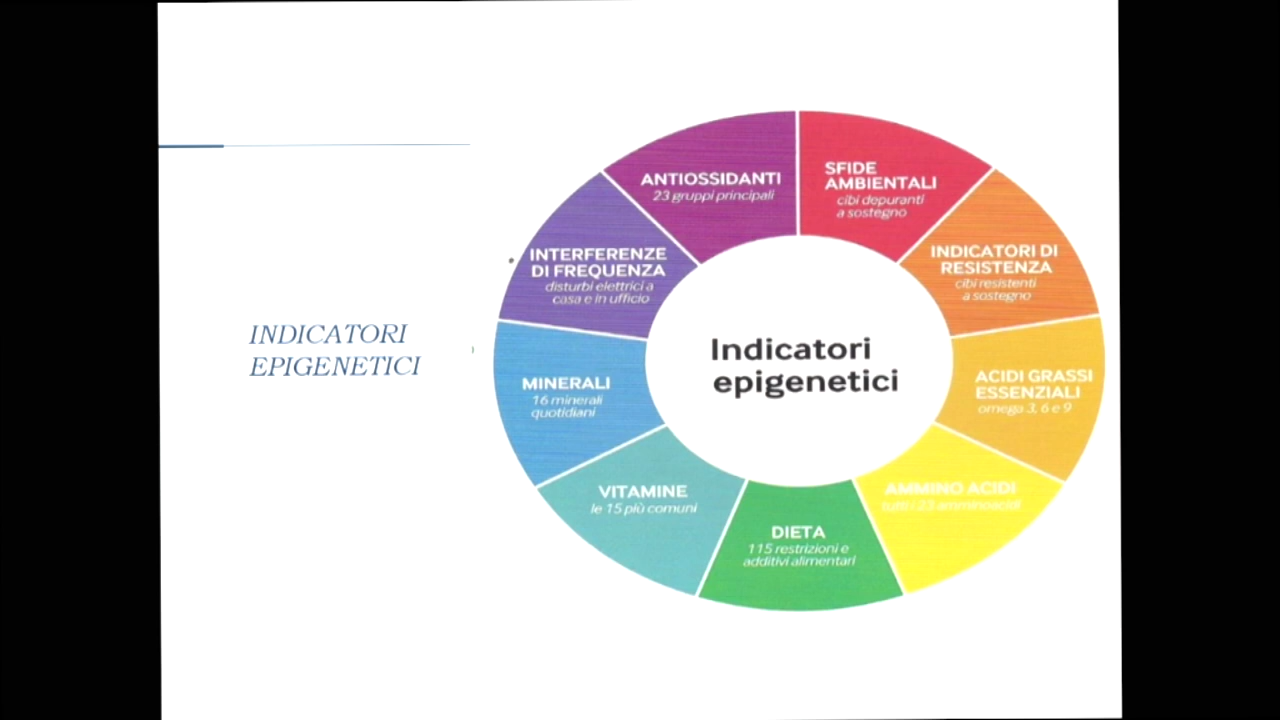 INDICATORI
EPIGENETICI
Indicatori
epigenetici
ANTIOSSIDANTI
23 gruppi principali
SFIDE
AMBIENTALI
cibi depuranti
a sostegno
INDICATORI DI
RESISTENZA
cibi resistenti
a sostegno
ACIDI GRASSI
ESSENZIALI
omega 3, 6 e 9
AMMINO ACIDI
tutti i 23 amminoacidi
DIETA
115 restrizioni e
additivi alimentari
VITAMINE
le 15 più comuni
MINERALI
16 minerali
quotidiani
INTERFERENZE
DI FREQUENZA
disturbi elettrici a
casa e in ufficio